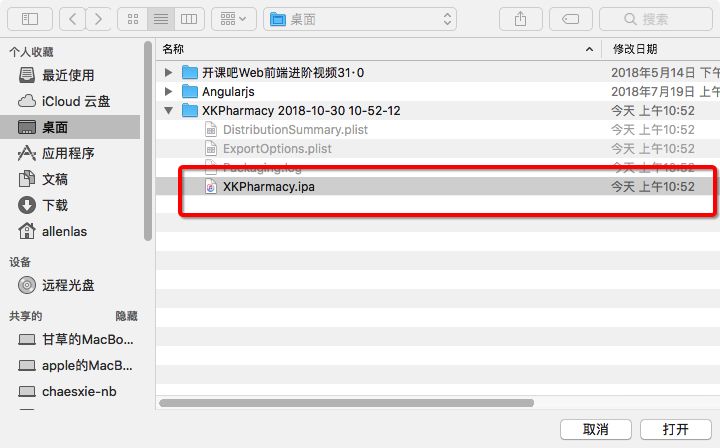 桌面
搜索
个人收藏
最近使用
iCloud 云盘
桌面
应用程序
文稿
下载
allenlas
设备
远程光盘
共享的 隐藏
甘草的MacBo...
apple的MacB...
chaesxie-nb
名称 修改日期
开课吧Web前端进阶视频31·0 2018年5月14日 下
Angularjs 2018年7月19日 上
XKPharmacy 2018-10-30 10-52-12 今天 上午10:52
DistributionSummary.plist 今天 上午10:52
ExportOptions.plist 今天 上午10:52
Packaging.log 今天 上午10:52
XKPharmacy.ipa 今天 上午10:52
取消 打开